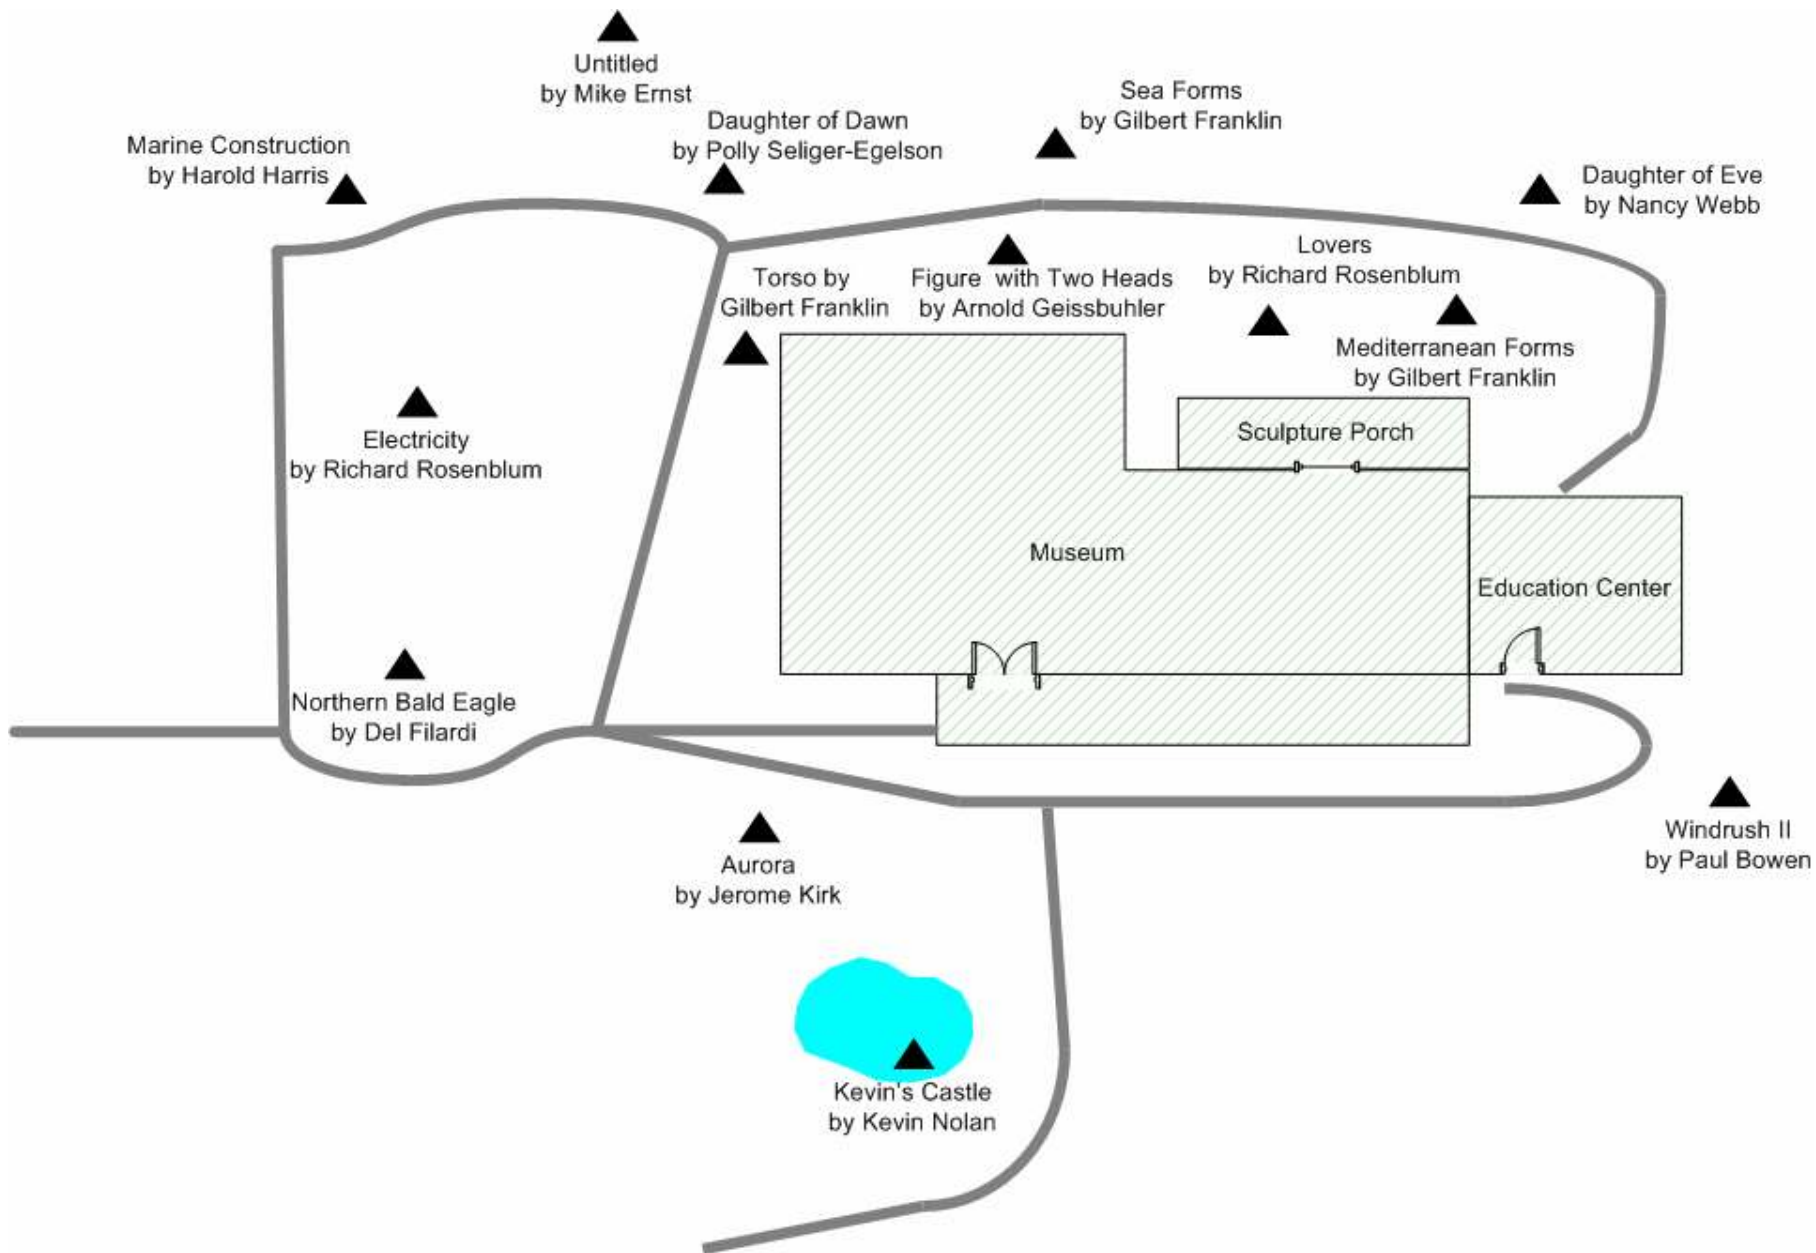 Untitled
by Mike Ernst
Sea Forms
by Gilbert Franklin
Daughter of Dawn
by Polly Seliger-Egelson
Marine Construction
by Harold Harris
Daughter of Eve
by Nancy Webb
Lovers
by Richard Rosenblum
Torso by
Gilbert Franklin
Figure with Two Heads
by Arnold Geissbuhler
Mediterranean Forms
by Gilbert Franklin
Electricity
by Richard Rosenblum
Sculpture Porch
Museum
Education Center
Northern Bald Eagle
by Del Filardi
Windrush II
by Paul Bowen
Aurora
by Jerome Kirk
Kevin's Castle
by Kevin Nolan